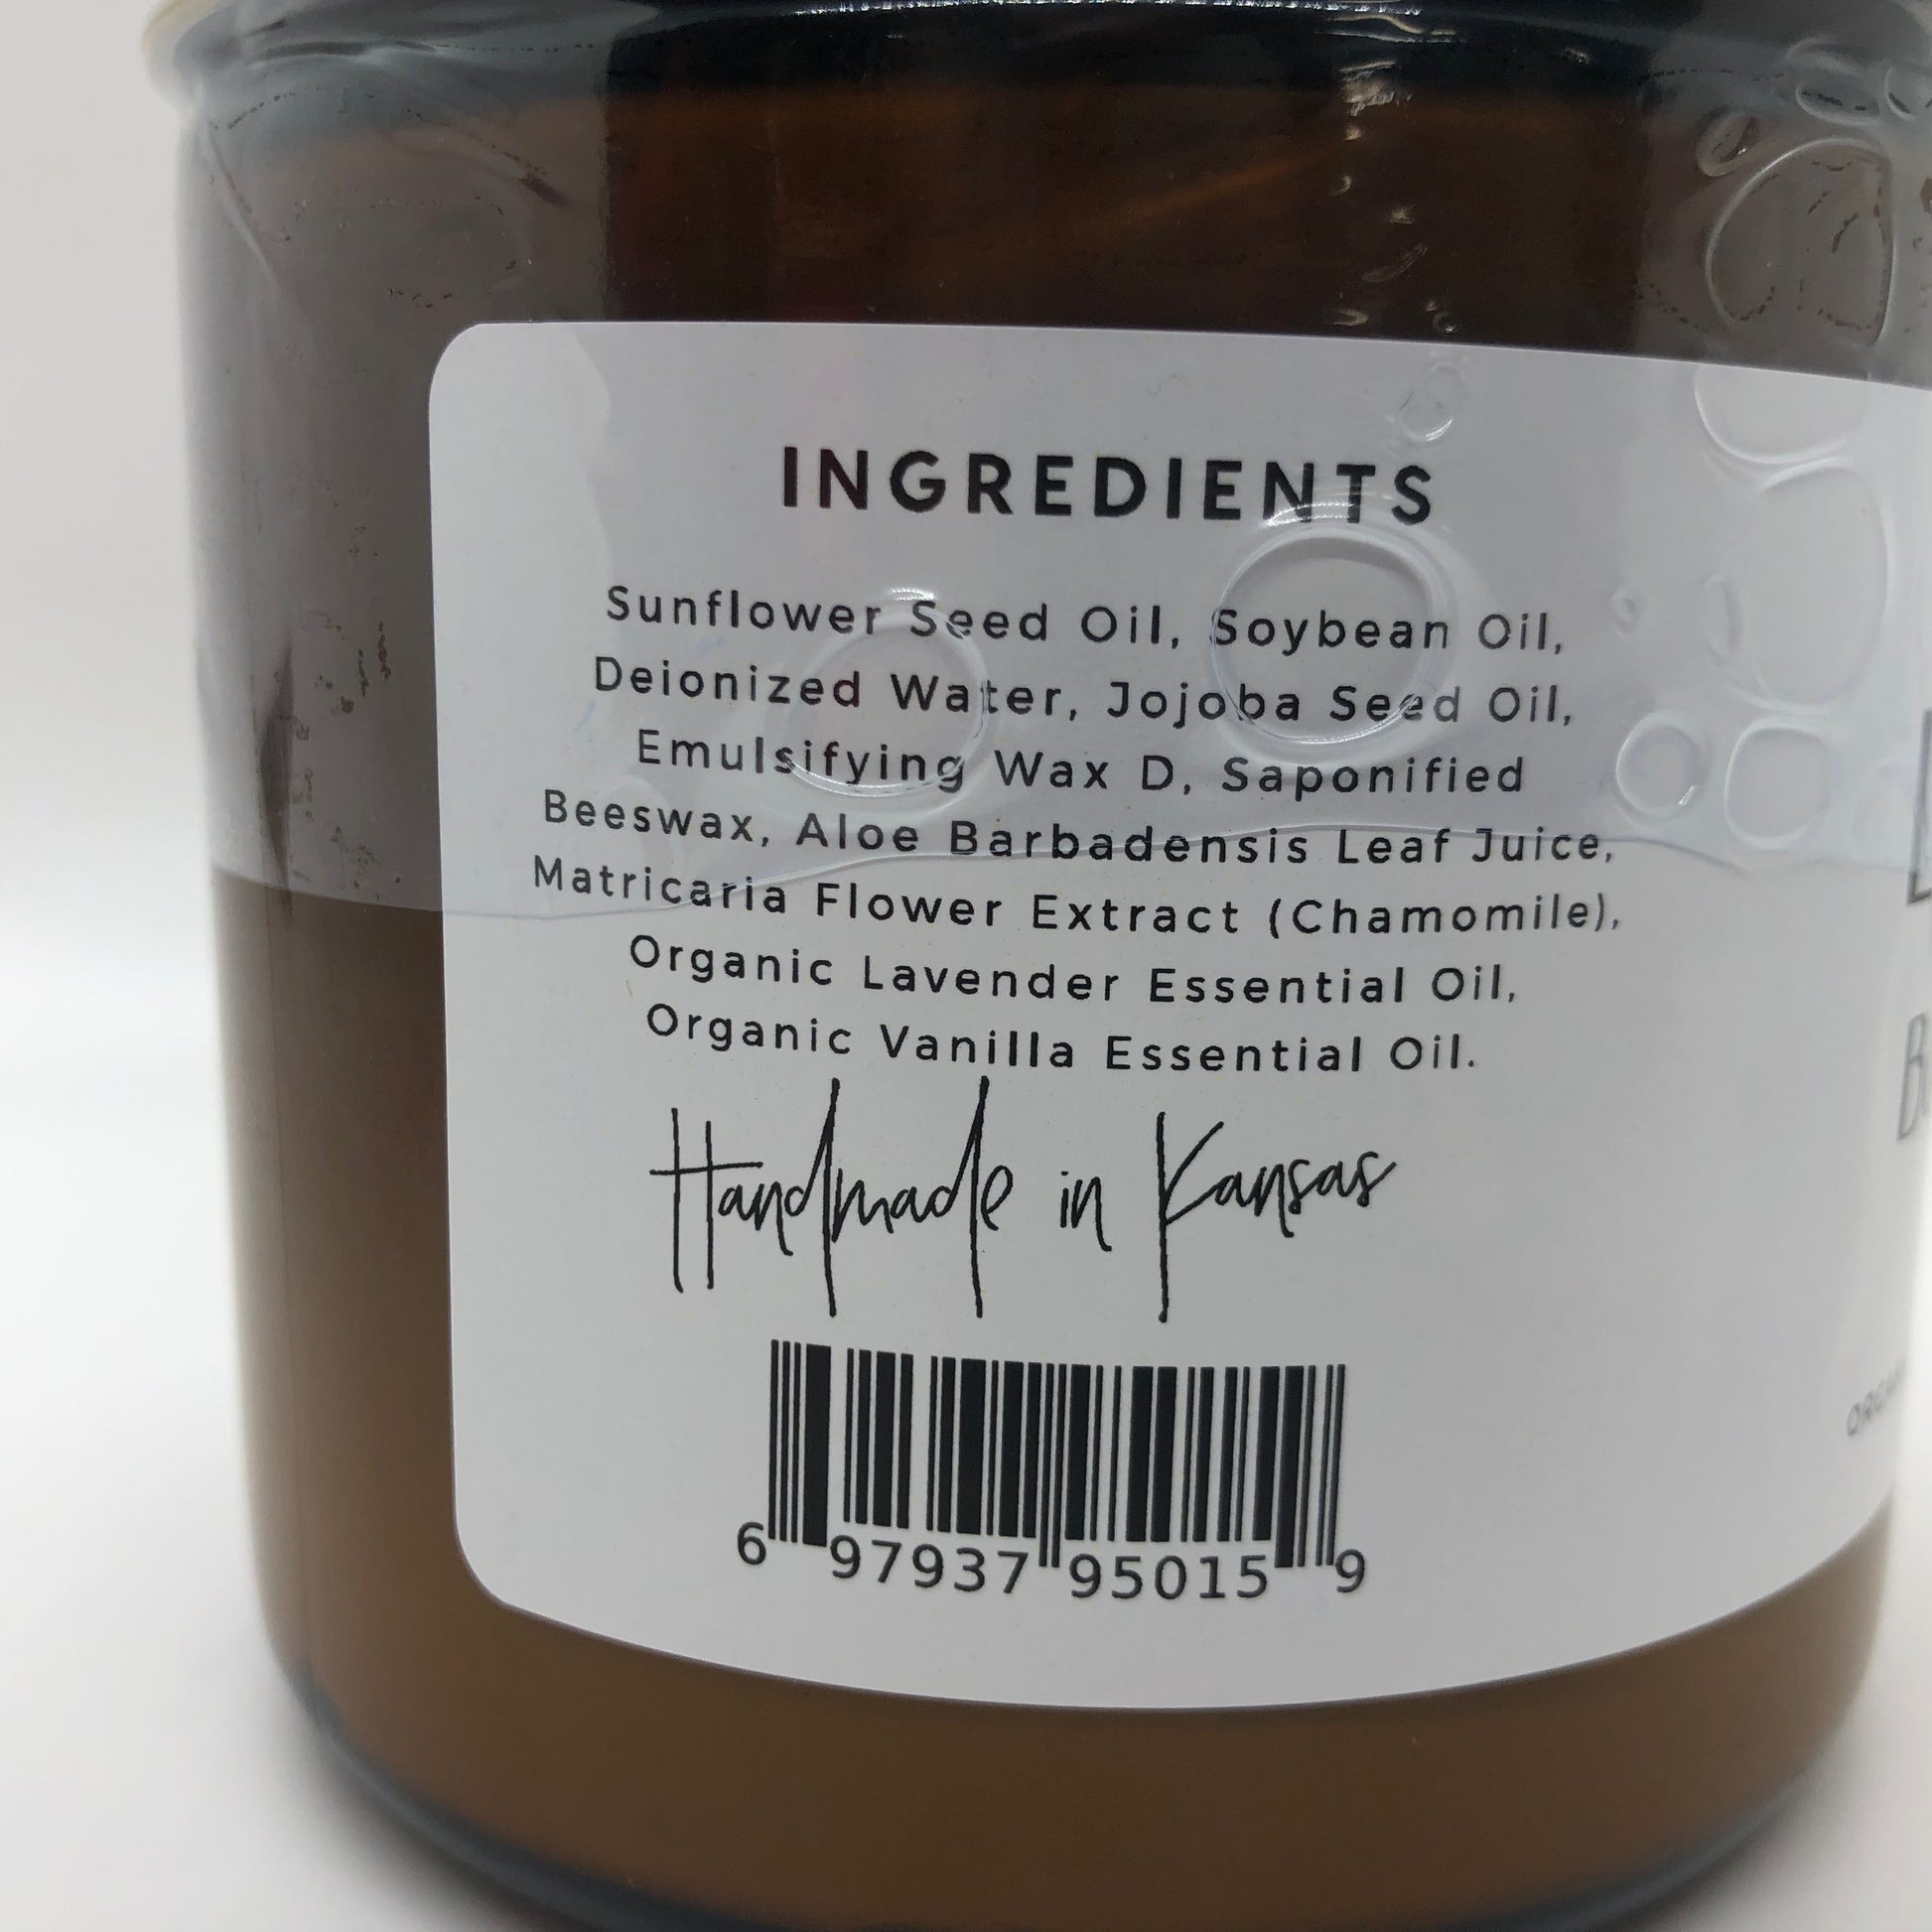 INGREDIENTS
Sunflower Seed Oil, Soybean Oil,
Deionized Water, Jojoba Seed Oil,
Emulsifying Wax D, Saponified
Beeswax, Aloe Barbadensis Leaf Juice,
Matricaria Flower Extract (Chamomile),
Organic Lavender Essential Oil,
Organic Vanilla Essential Oil.
Handmade in Kansas
6 97937 95015 9